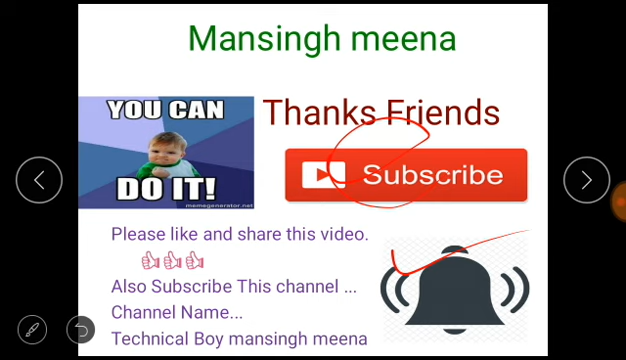 Mansingh meena
YOU CAN
DO IT!
memegenerator.net
Thanks Friends
Subscribe
Please like and share this video.
Also Subscribe This channel ...
Channel Name...
Technical Boy mansingh meena